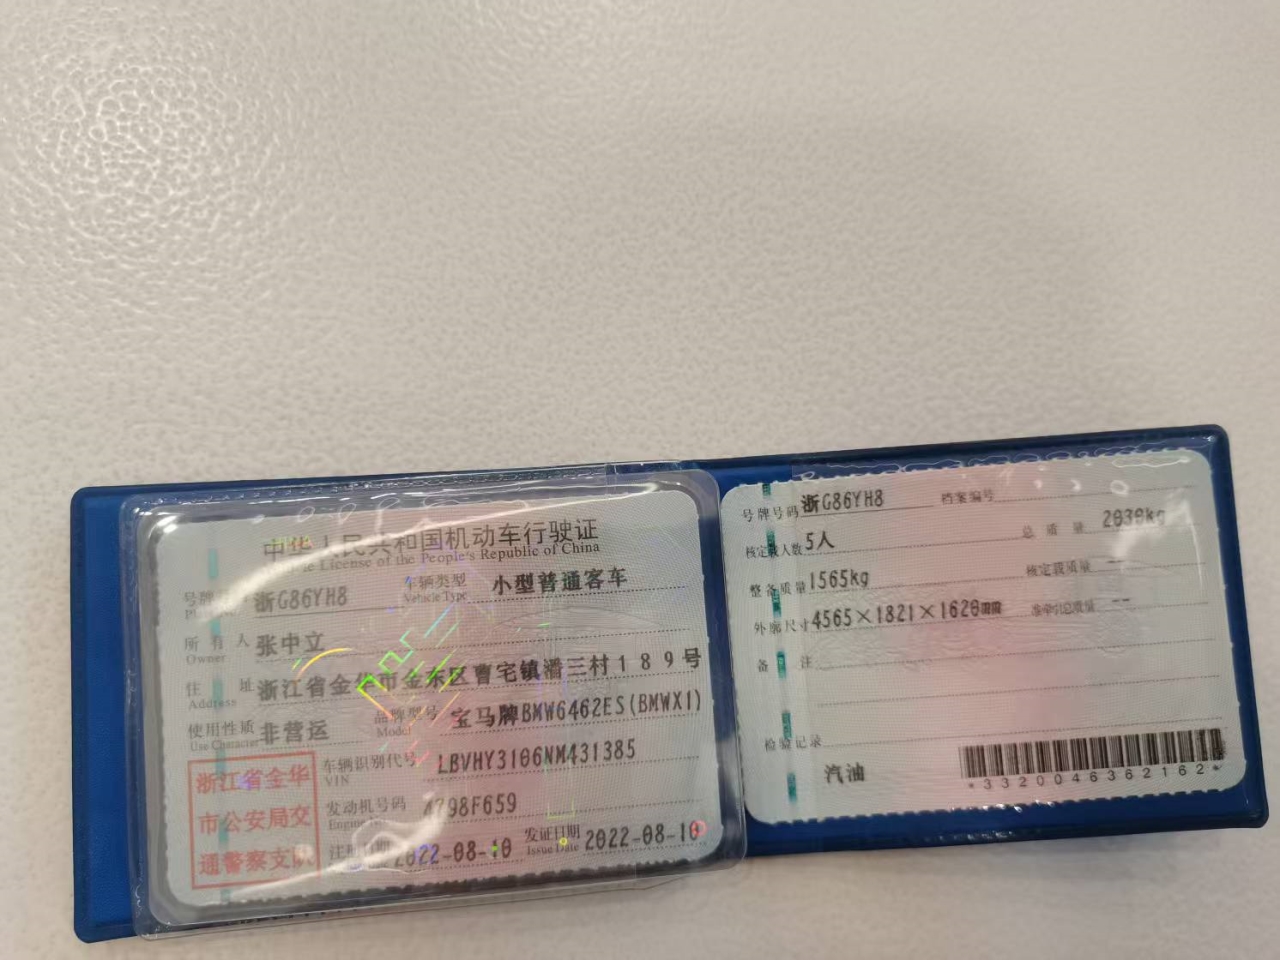 中华人民共和国机动车行驶证
License of the People's Republic of China
号牌 浙G86YH8 车辆类型 Vehicle Type 小型普通客车
所有人 Owner 张中立
住址 Address 浙江省金华市金东区曹宅镇潘三村189号
使用性质 Use Character 非营运 品牌型号 Model 宝马牌BMW6462ES(BMWX1)
浙江省金华
市公安局交
通警察支队
车辆识别代号 VIN LBVHY3106NM431385
发动机号码 4798F659
2022-08-10 发证日期 Issue Date 2022-08-10
号牌号码 浙G86YH8 档案编号
核定载人数 5人 总质量 2030kg
整备质量 1565kg 核定载质量 --
外廓尺寸 4565×1821×1620mm 准牵引总质量 --
备注
检验记录
汽油
*3320046362162*